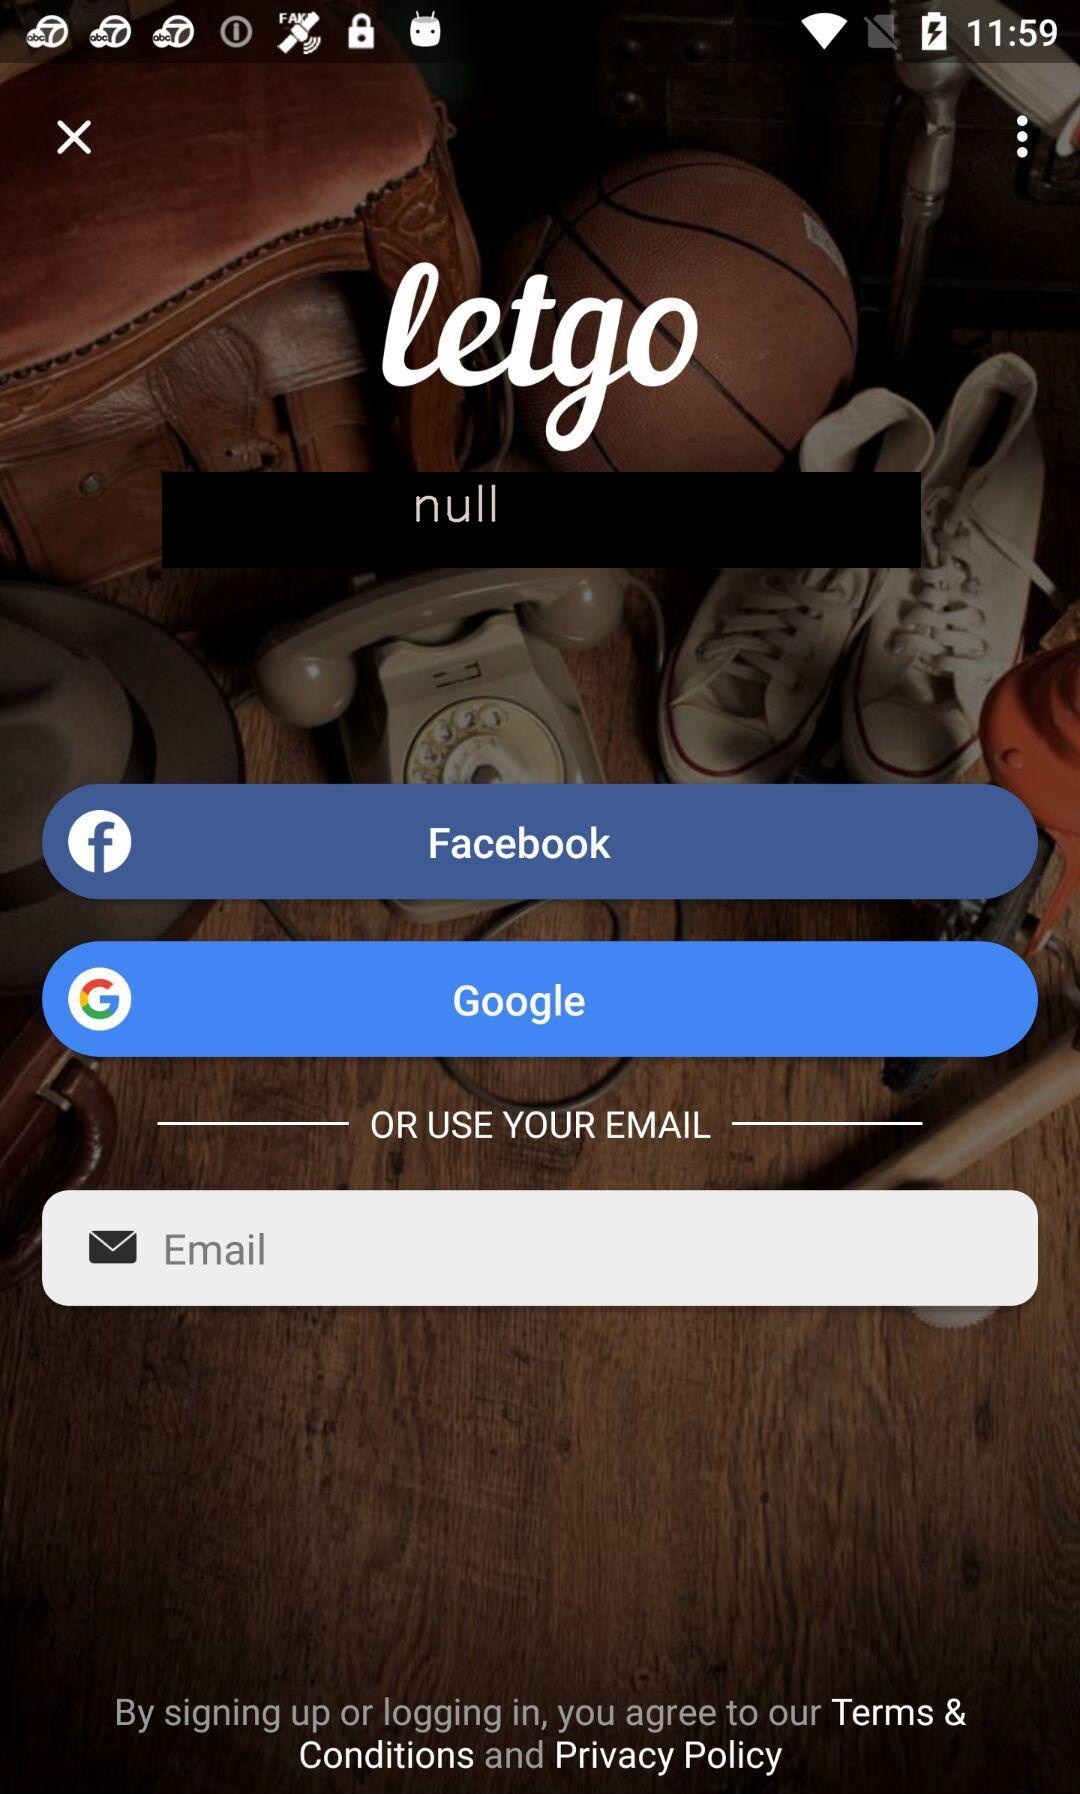 11:59
letgo
null
Facebook
Google
OR USE YOUR EMAIL
Email
By signing up or logging in, you agree to our Terms &
Conditions and Privacy Policy